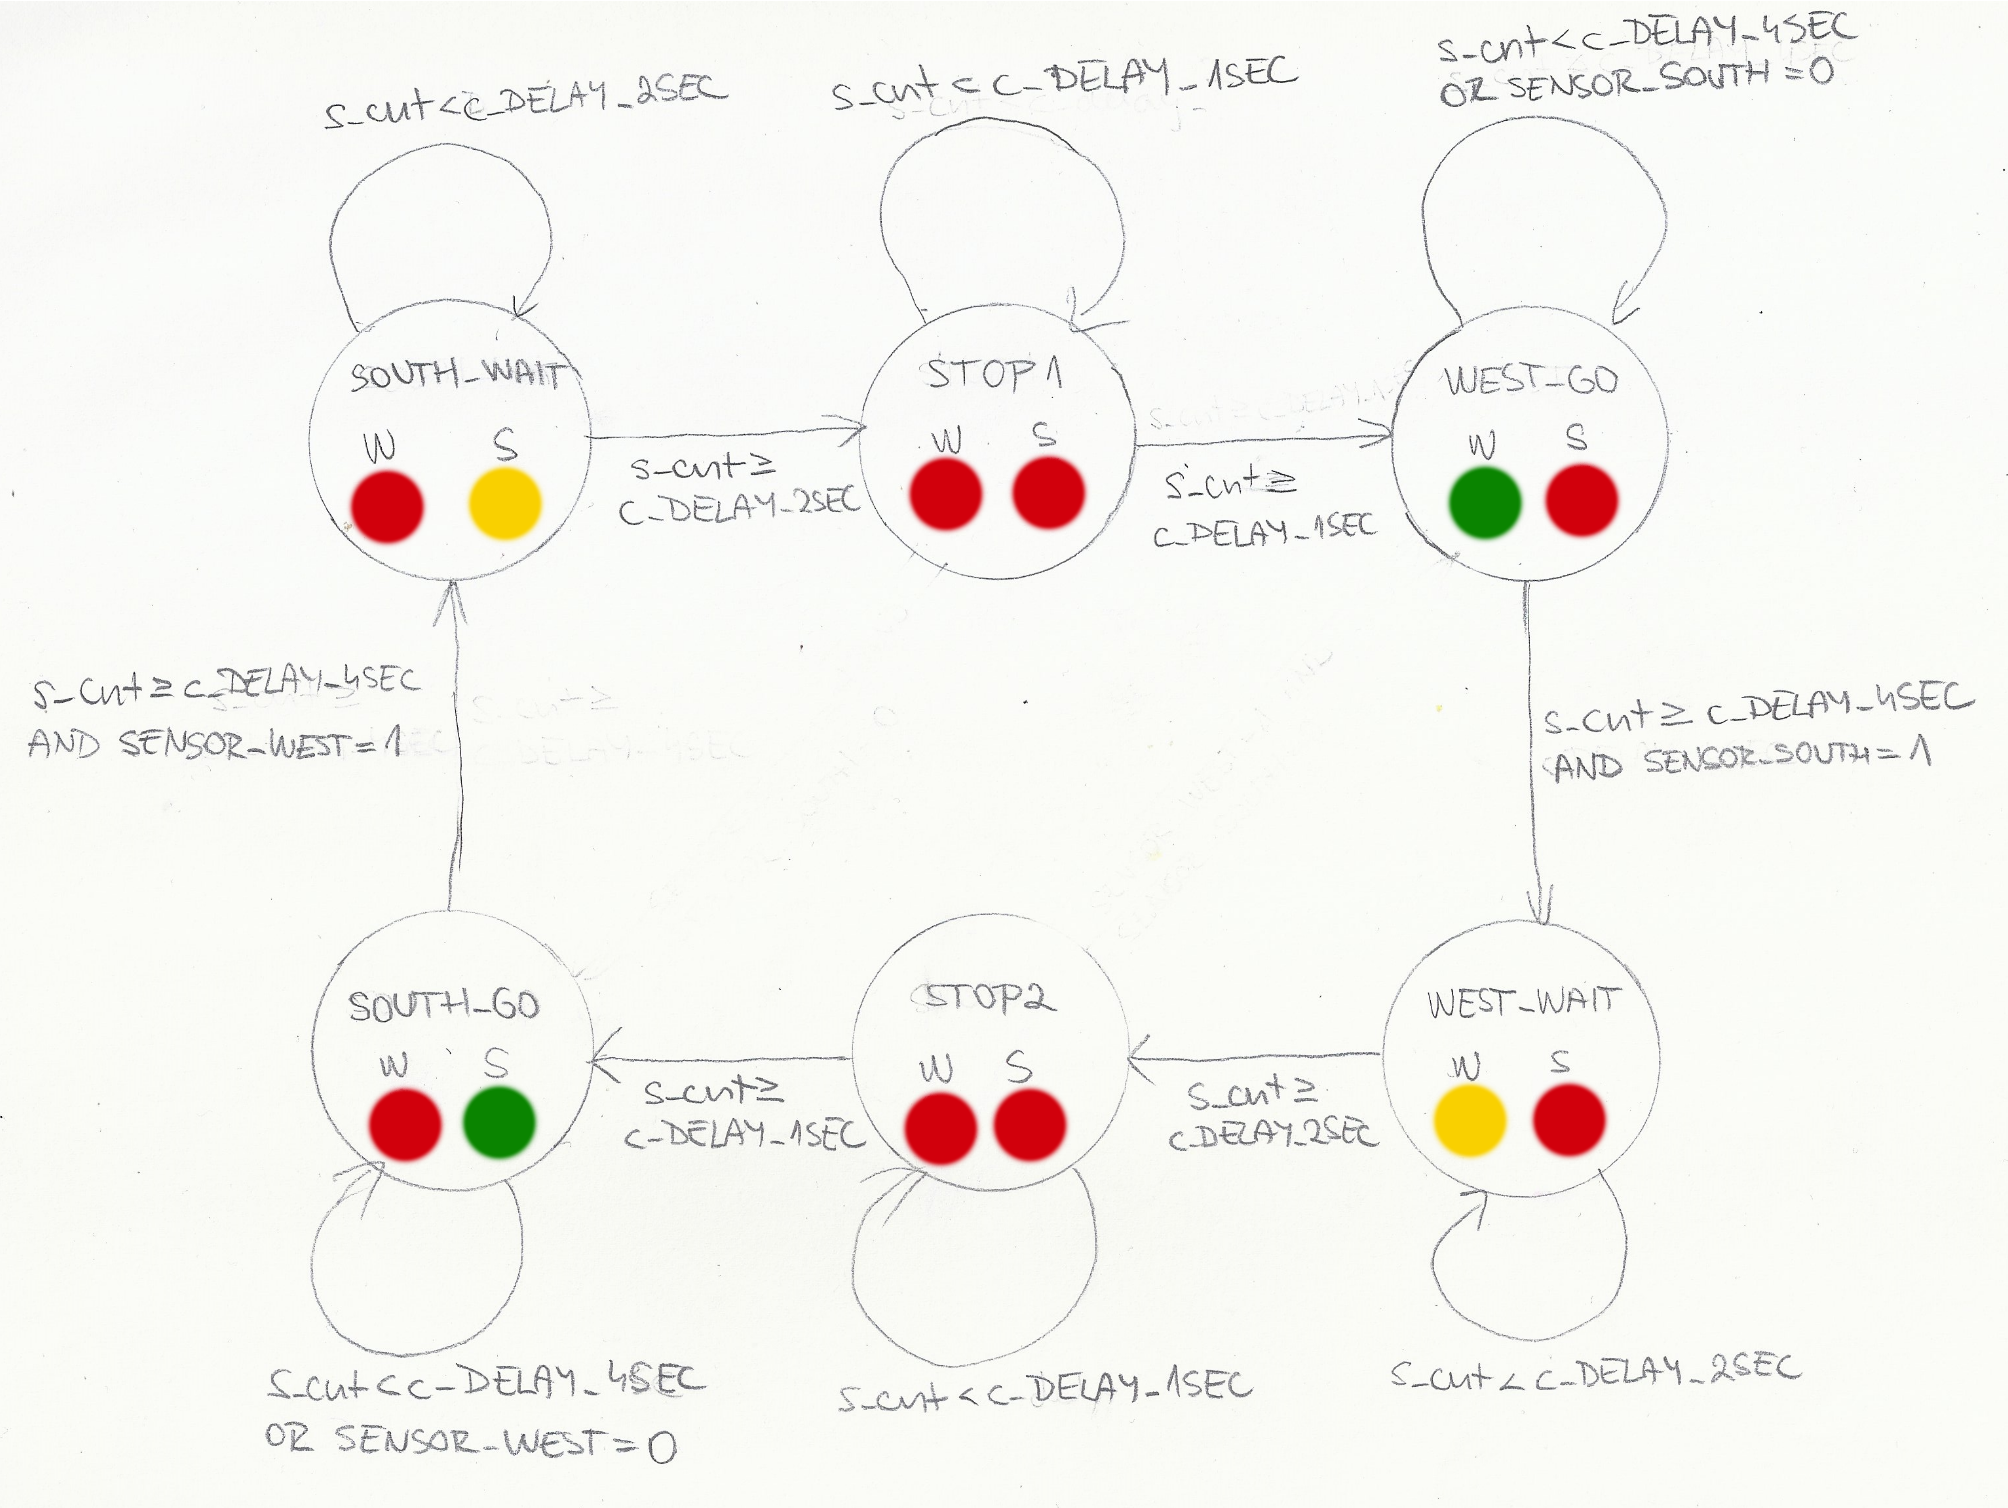 s_cnt<c_DELAY_2SEC
s_cnt < c_DELAY_1SEC
s_cnt<c_DELAY_4SEC
OR SENSOR_SOUTH=0
SOUTH_WAIT
W S
s_cnt≥
c_DELAY_2SEC
STOP1
W S
s_cnt≥
c_DELAY_1SEC
WEST_GO
W S
s_cnt≥c_DELAY_4SEC
AND SENSOR_WEST=1
s_cnt≥ c_DELAY_4SEC
AND SENSOR_SOUTH=1
SOUTH_GO
W S
s_cnt≥
c_DELAY_1SEC
STOP2
W S
s_cnt≥
c_DELAY_2SEC
WEST_WAIT
W S
s_cnt<c_DELAY_4SEC
OR SENSOR_WEST=0
s_cnt<c_DELAY_1SEC
s_cnt<c_DELAY_2SEC